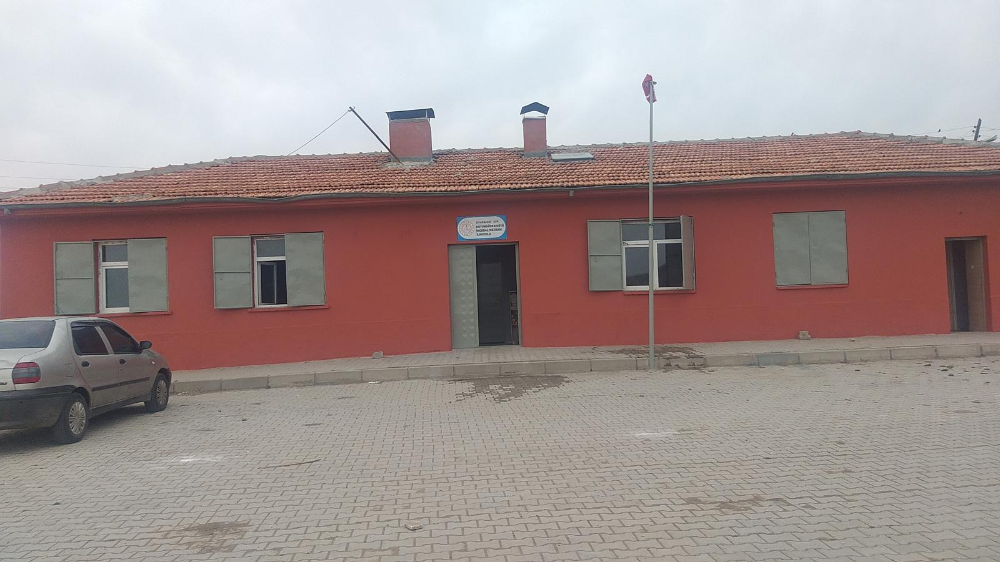 DİYARBAKIR - SUR
KOYUNGÜDEN KÖYÜ
İNCEDAL MEZRASI
İLKOKULU